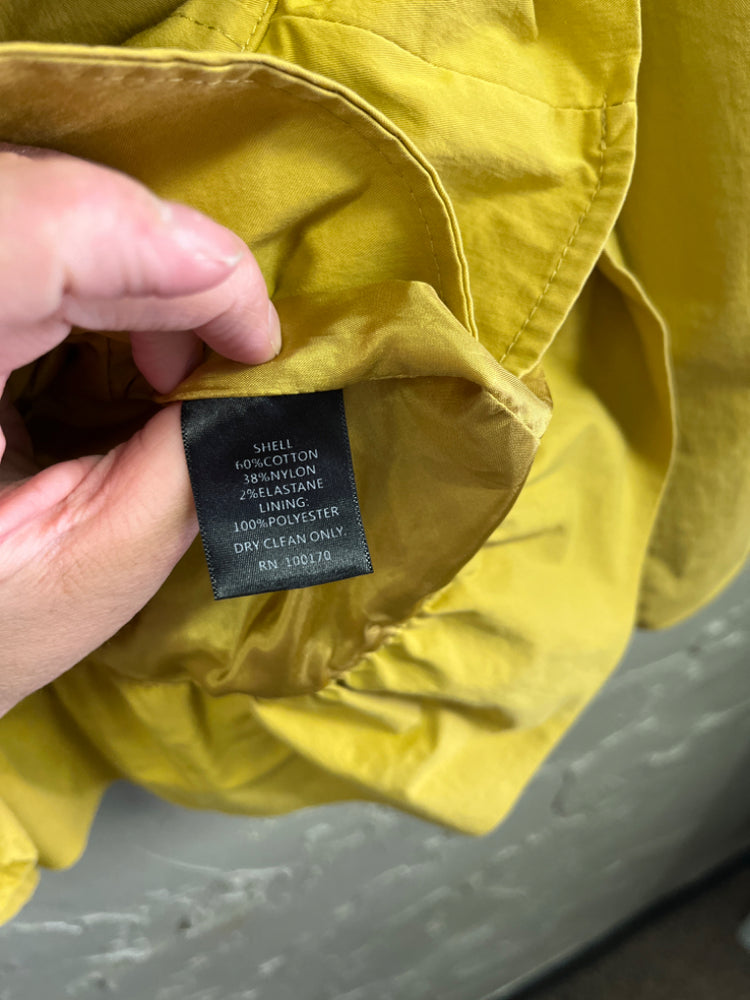 SHELL
60%COTTON
38%NYLON
2%ELASTANE
LINING:
100%POLYESTER
DRY CLEAN ONLY.
RN 100170